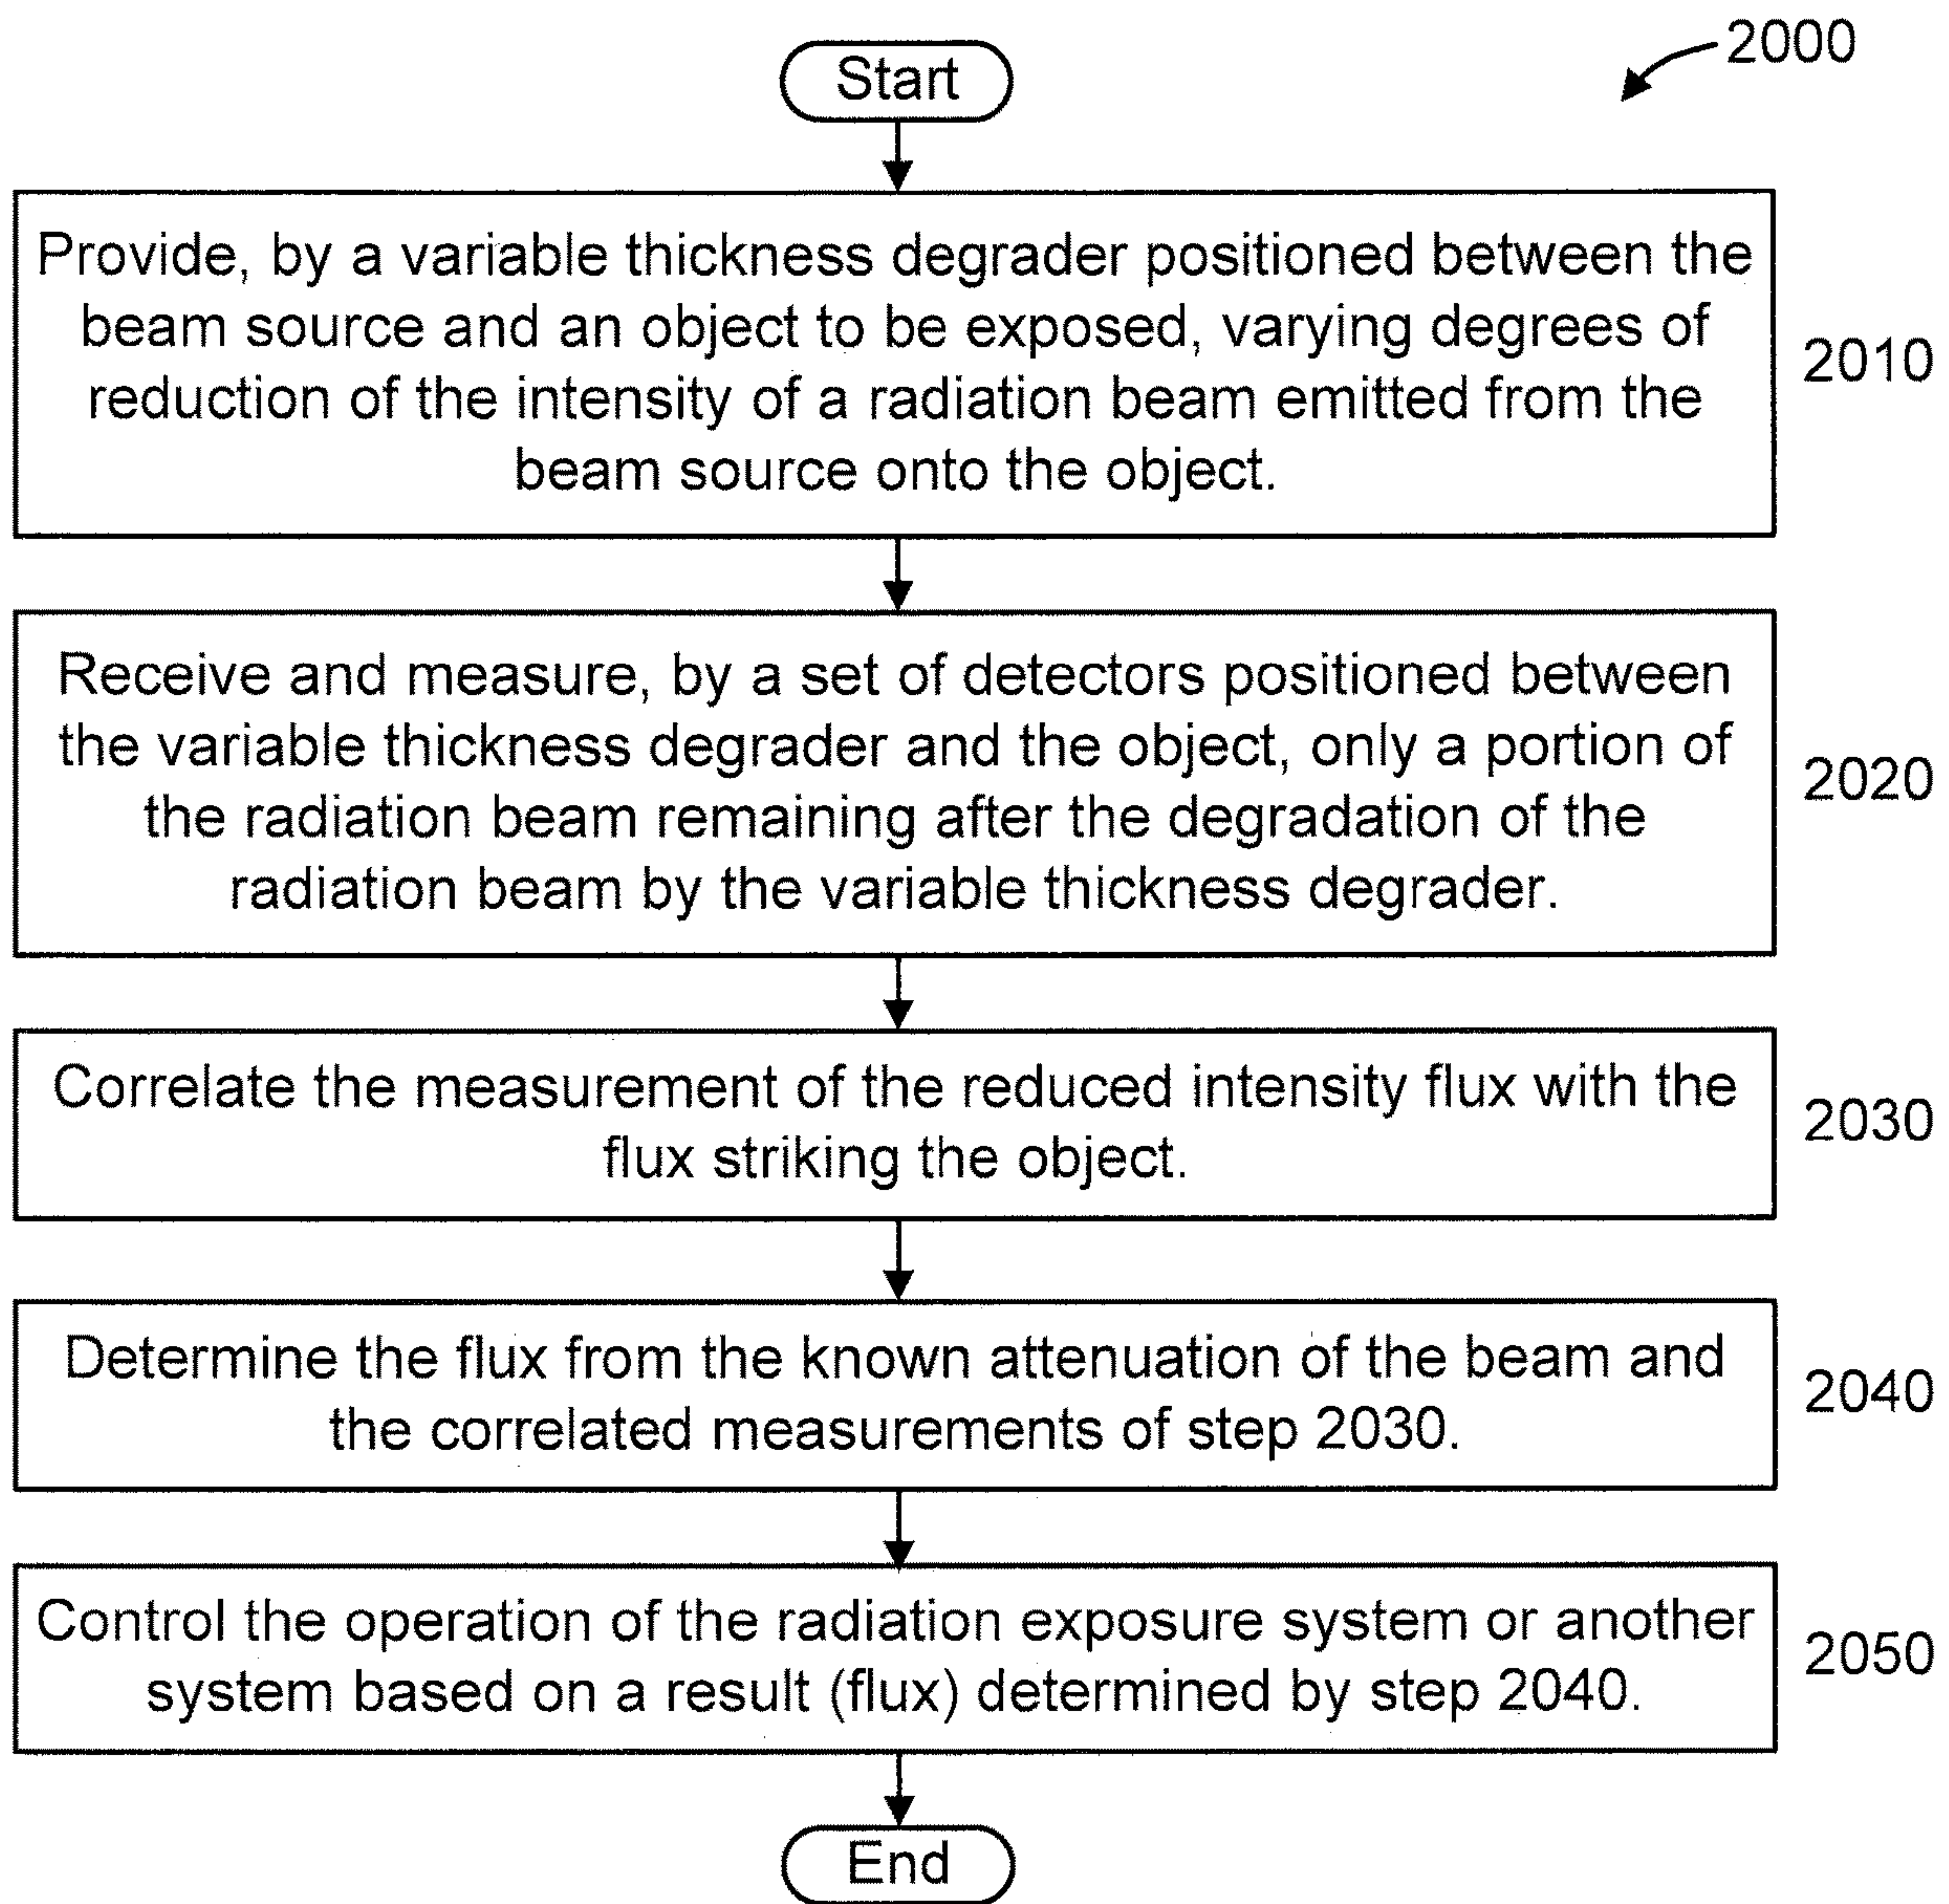 2000
Start
Provide, by a variable thickness degrader positioned between the
beam source and an object to be exposed, varying degrees of
reduction of the intensity of a radiation beam emitted from the
beam source onto the object.
2010
Receive and measure, by a set of detectors positioned between
the variable thickness degrader and the object, only a portion of
the radiation beam remaining after the degradation of the
radiation beam by the variable thickness degrader.
2020
Correlate the measurement of the reduced intensity flux with the
flux striking the object.
2030
Determine the flux from the known attenuation of the beam and
the correlated measurements of step 2030.
2040
Control the operation of the radiation exposure system or another
system based on a result (flux) determined by step 2040.
2050
End